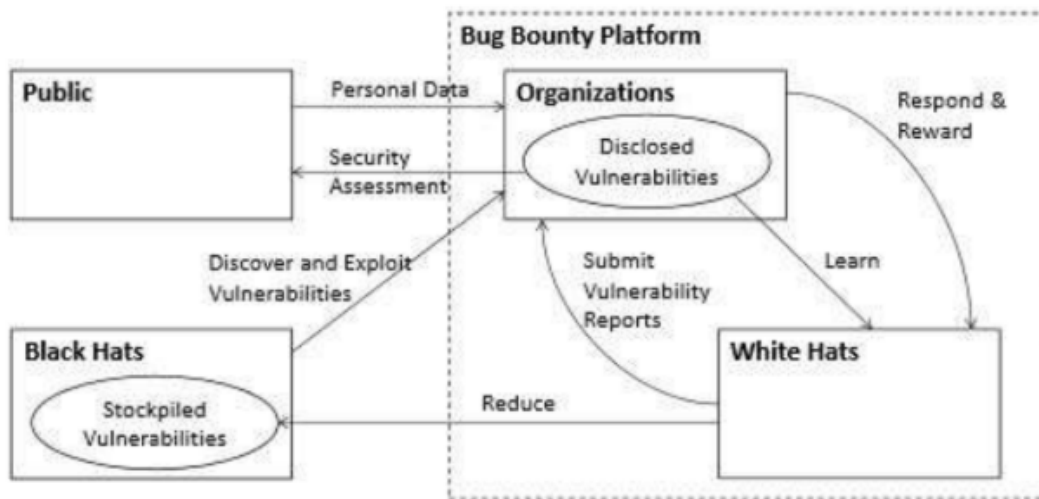 Bug Bounty Platform
Public
Personal Data
Organizations
Respond &
Reward
Security
Assessment
Disclosed
Vulnerabilities
Discover and Exploit
Vulnerabilities
Submit
Vulnerability
Reports
Learn
Black Hats
White Hats
Stockpiled
Vulnerabilities
Reduce